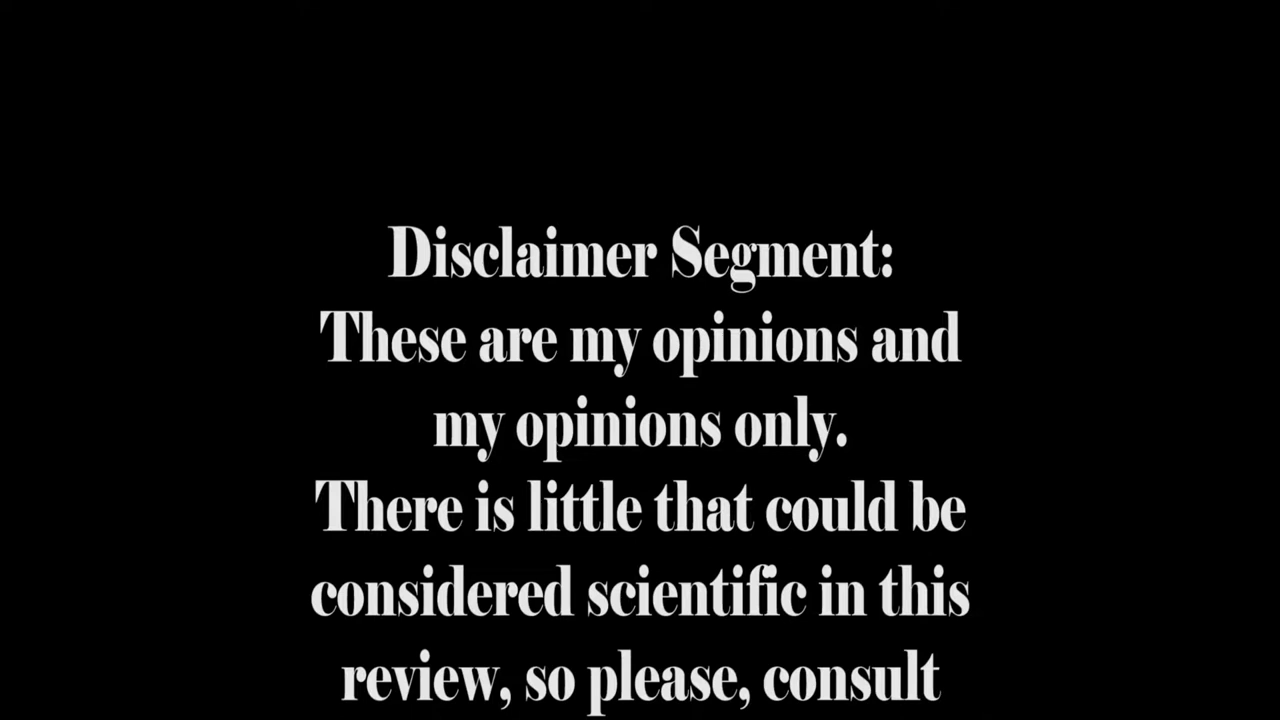 Disclaimer Segment:
These are my opinions and
my opinions only.
There is little that could be
considered scientific in this
review, so please, consult